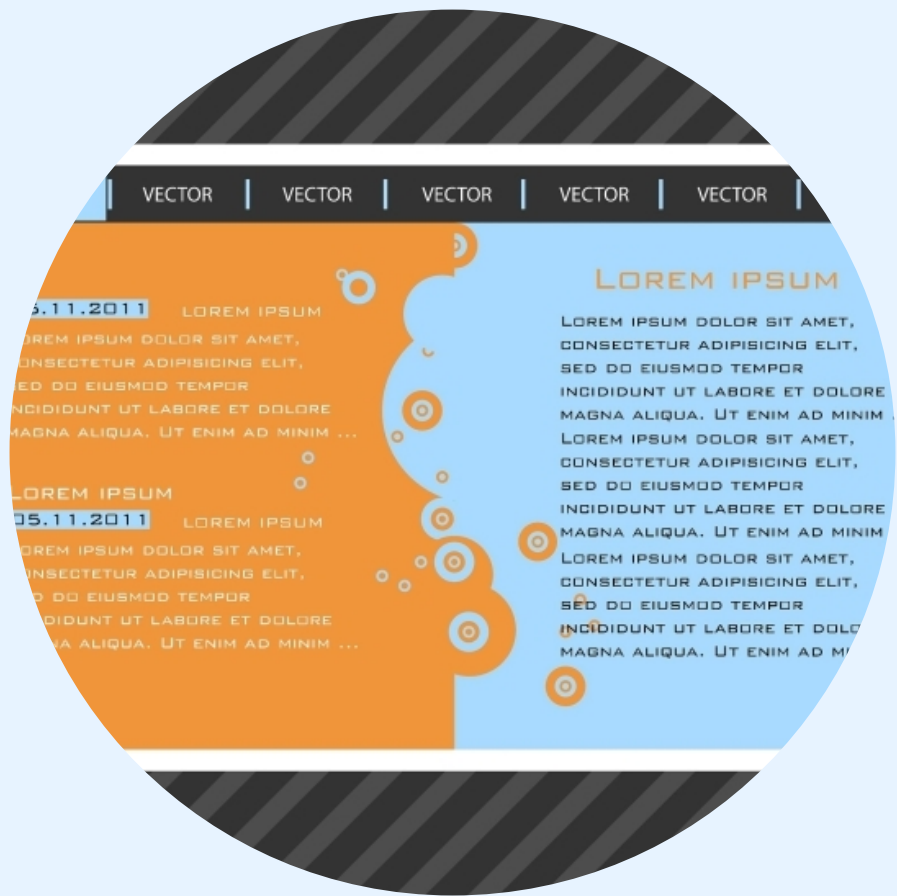 VECTOR VECTOR VECTOR VECTOR VECTOR
.11.2011 LOREM IPSUM
IPSUM DOLOR SIT AMET,
ADIPISICING ELIT,
DO EIUSMOD TEMPOR
UT LABORE ET DOLORE
MAGNA ALIQUA. UT ENIM AD MINIM ...
LOREM IPSUM
05.11.2011 LOREM IPSUM
IPSUM DOLOR SIT AMET,
ADIPISICING ELIT,
DO EIUSMOD TEMPOR
UT LABORE ET DOLORE
ALIQUA. UT ENIM AD MINIM ...
LOREM IPSUM
LOREM IPSUM DOLOR SIT AMET,
CONSECTETUR ADIPISICING ELIT,
SED DO EIUSMOD TEMPOR
INCIDIDUNT UT LABORE ET DOLORE
MAGNA ALIQUA. UT ENIM AD MINIM .
LOREM IPSUM DOLOR SIT AMET,
CONSECTETUR ADIPISICING ELIT,
SED DO EIUSMOD TEMPOR
INCIDIDUNT UT LABORE ET DOLORE
MAGNA ALIQUA. UT ENIM AD MINIM
LOREM IPSUM DOLOR SIT AMET,
CONSECTETUR ADIPISICING ELIT,
SED DO EIUSMOD TEMPOR
INCIDIDUNT UT LABORE ET
MAGNA ALIQUA. UT ENIM AD